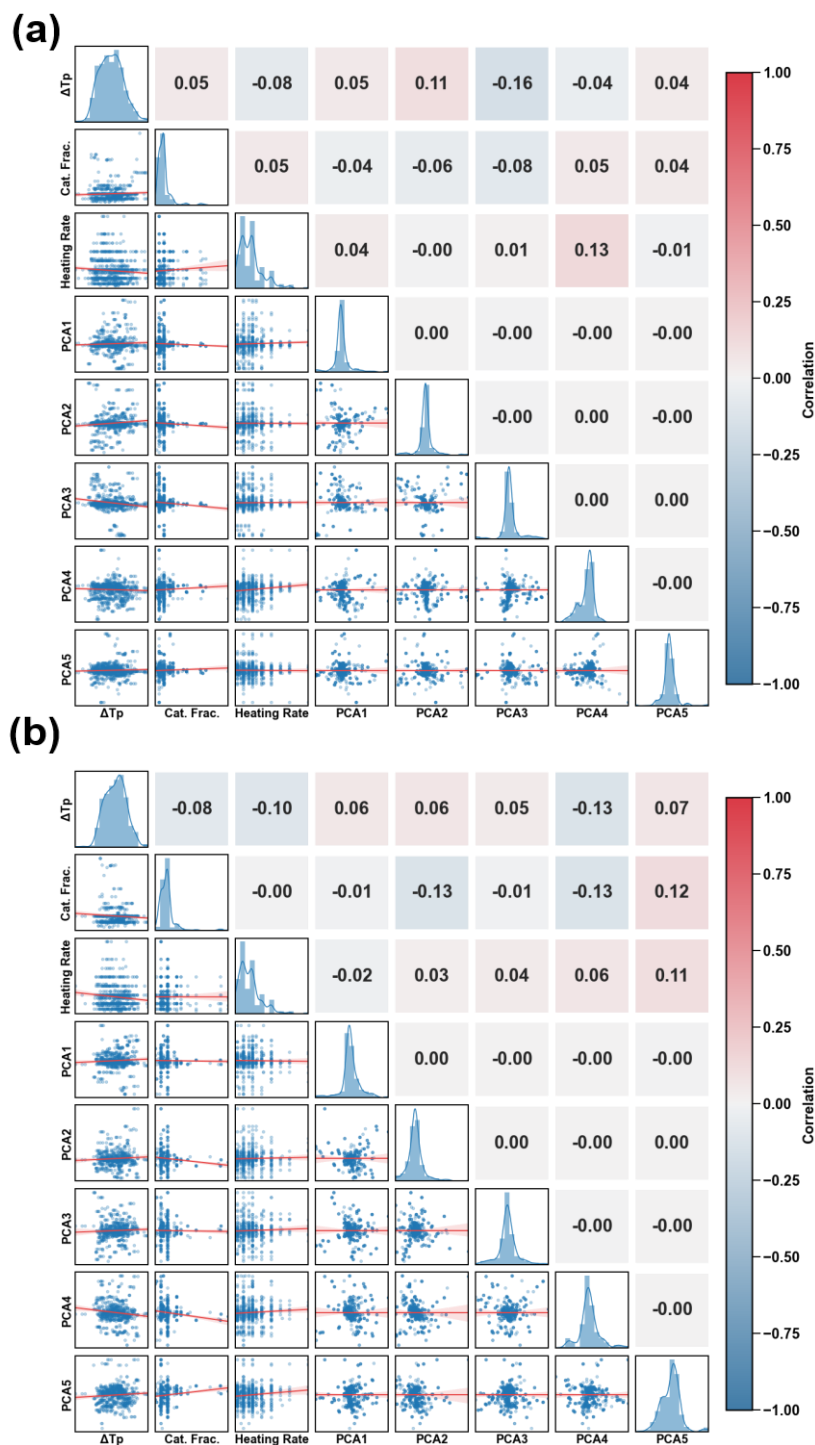 (a)
ΔTp
0.05 -0.08 0.05 0.11 -0.16 -0.04 0.04
1.00
Cat. Frac.
0.05 -0.04 -0.06 -0.08 0.05 0.04
0.75
Heating Rate
0.04 -0.00 0.01 0.13 -0.01
0.50
PCA1
0.00 -0.00 -0.00 -0.00
0.25
PCA2
-0.00 0.00 -0.00
0.00
PCA3
0.00 0.00
−0.25
PCA4
-0.00
−0.50
PCA5
−0.75
−1.00
Correlation
ΔTp Cat. Frac. Heating Rate PCA1 PCA2 PCA3 PCA4 PCA5
(b)
ΔTp
-0.08 -0.10 0.06 0.06 0.05 -0.13 0.07
1.00
Cat. Frac.
-0.00 -0.01 -0.13 -0.01 -0.13 0.12
0.75
Heating Rate
-0.02 0.03 0.04 0.06 0.11
0.50
PCA1
0.00 -0.00 -0.00 -0.00
0.25
PCA2
0.00 -0.00 0.00
0.00
PCA3
-0.00 -0.00
−0.25
PCA4
-0.00
−0.50
PCA5
−0.75
−1.00
Correlation
ΔTp Cat. Frac. Heating Rate PCA1 PCA2 PCA3 PCA4 PCA5